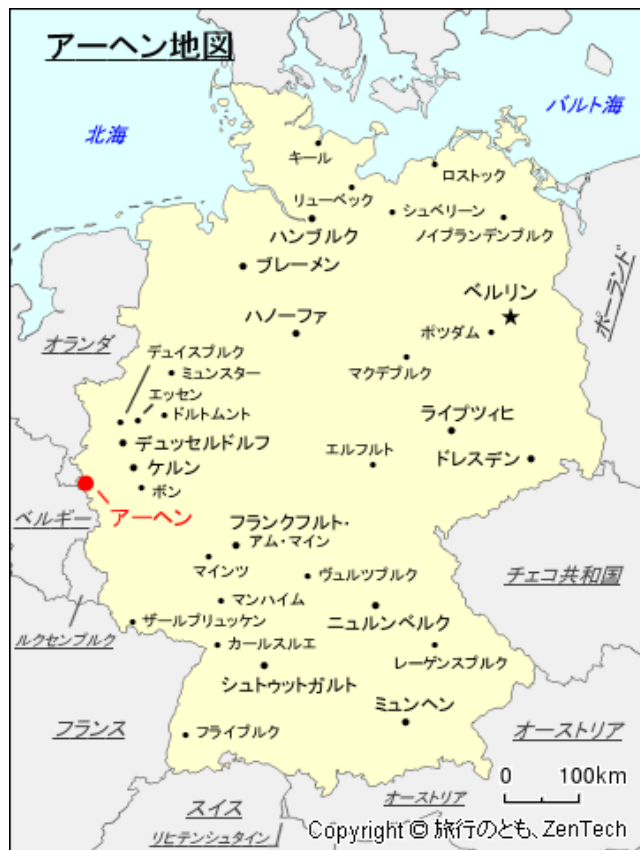 アーヘン地図
バルト海
北海
キール
ロストック
リューベック
シュベリーン
ハンブルク
ノイブランデンブルク
ブレーメン
ポーランド
ベルリン
ハノーファ
ポツダム
オランダ
デュイスブルク
ミュンスター
マクデブルク
エッセン
ドルトムント
ライプツィヒ
デュッセルドルフ
エルフルト
ドレスデン
ケルン
ボン
ベルギー
アーヘン
フランクフルト・
アム・マイン
マインツ
ヴュルツブルク
チェコ共和国
マンハイム
ザールブリュッケン
ニュルンベルク
ルクセンブルク
カールスルエ
レーゲンスブルク
シュトゥットガルト
ミュンヘン
フランス
フライブルク
オーストリア
0 100km
オーストリア
スイス
リヒテンシュタイン
Copyright © 旅行のとも、ZenTech